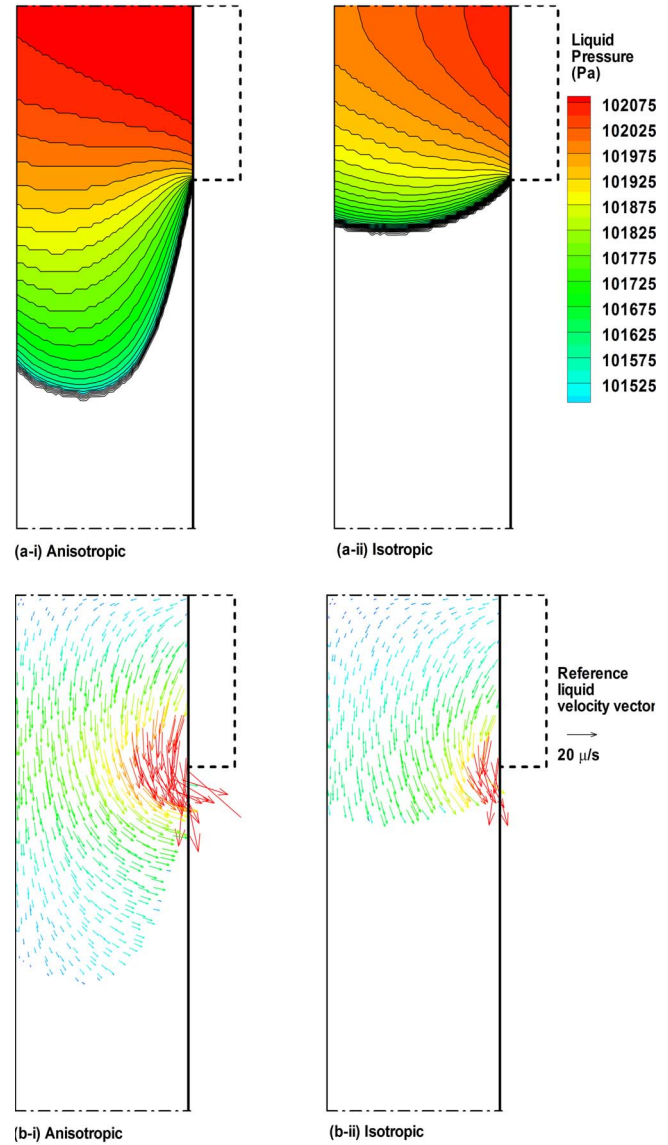 Liquid
Pressure
(Pa)
102075
102025
101975
101925
101875
101825
101775
101725
101675
101625
101575
101525
(a-i) Anisotropic
(a-ii) Isotropic
Reference
liquid
velocity vector
20 μ/s
(b-i) Anisotropic
(b-ii) Isotropic